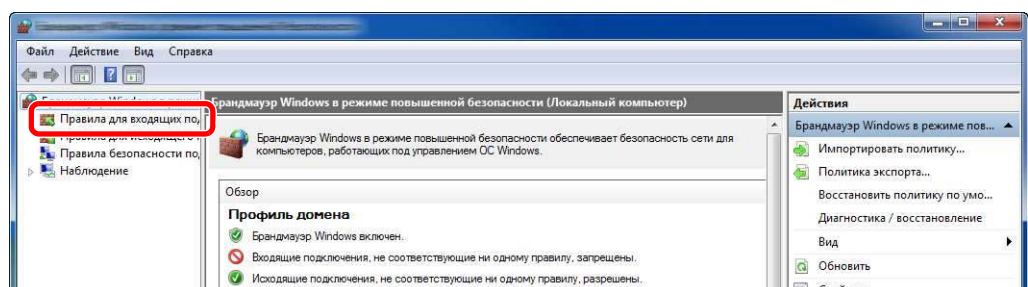 Файл Действие Вид Справка
Правила для входящих по
Правила безопасности по
Наблюдение
Брандмауэр Windows в режиме повышенной безопасности (Локальный компьютер)
Брандмауэр Windows в режиме повышенной безопасности обеспечивает безопасность сети для
компьютеров, работающих под управлением ОС Windows.
Обзор
Профиль домена
Брандмауэр Windows включен.
Входящие подключения, не соответствующие ни одному правилу, запрещены.
Исходящие подключения, не соответствующие ни одному правилу, разрешены.
Действия
Брандмауэр Windows в режиме пов...
Импортировать политику...
Политика экспорта...
Восстановить политику по умо...
Диагностика / восстановление
Вид
Обновить